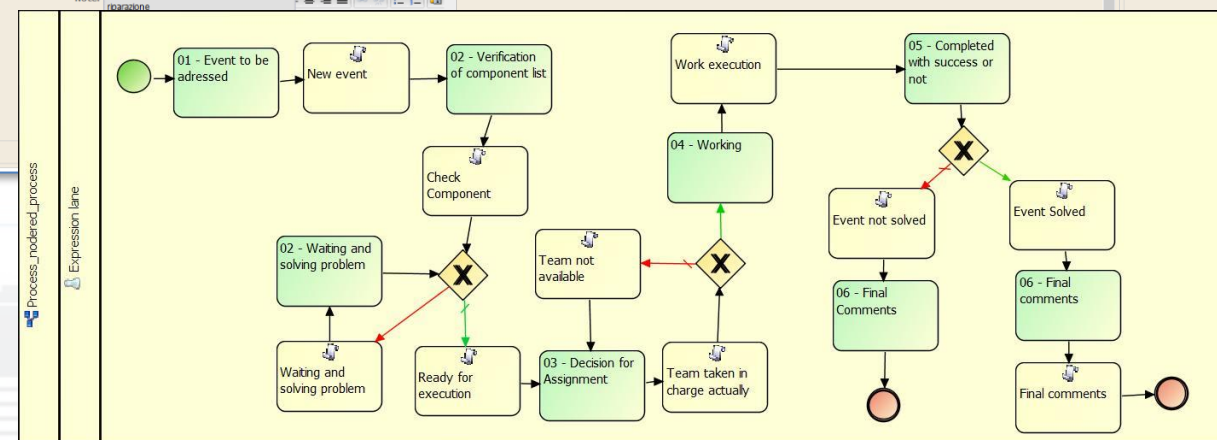 riparazione
Process_nodered_process
Expression lane
01 - Event to be
adressed
New event
02 - Verification
of component list
Check
Component
02 - Waiting and
solving problem
Waiting and
solving problem
Ready for
execution
03 - Decision for
Assignment
Team not
available
Team taken in
charge actually
04 - Working
Work execution
05 - Completed
with success or
not
Event not solved
Event Solved
06 - Final
Comments
06 - Final
comments
Final comments